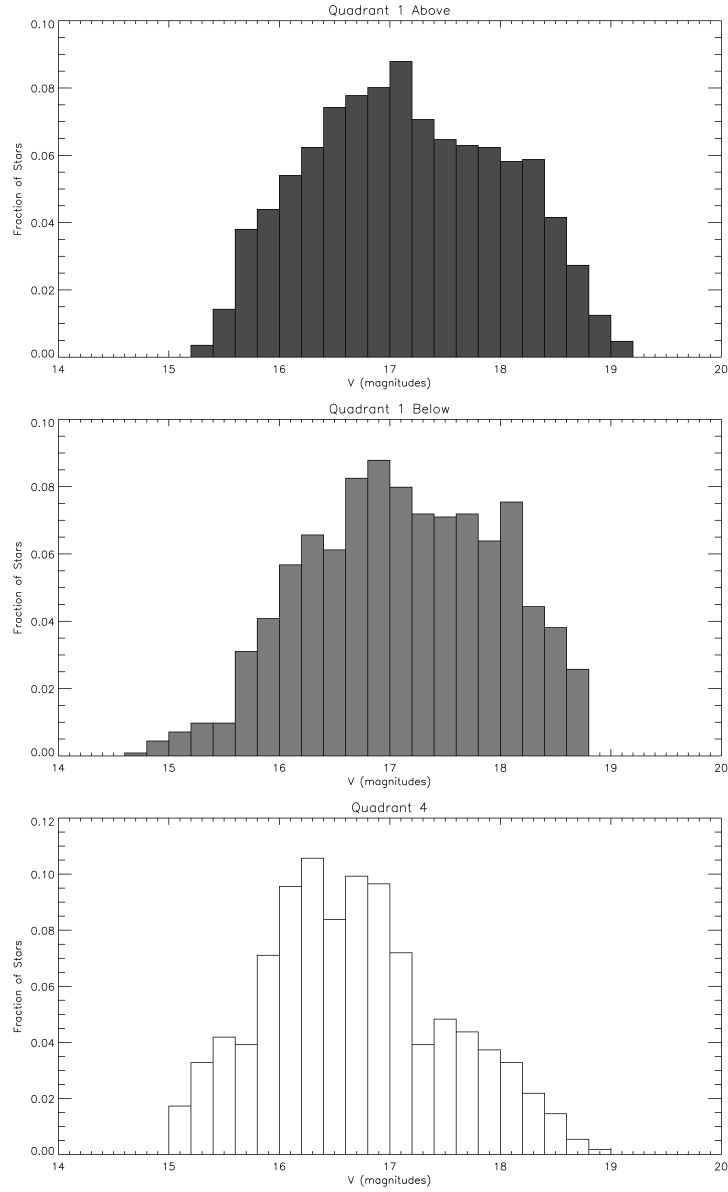 Quadrant 1 Above
0.10
0.08
0.06
0.04
0.02
0.00
Fraction of Stars
14 15 16 17 18 19 20
V (magnitudes)
Quadrant 1 Below
0.10
0.08
0.06
0.04
0.02
0.00
Fraction of Stars
14 15 16 17 18 19 20
V (magnitudes)
Quadrant 4
0.12
0.10
0.08
0.06
0.04
0.02
0.00
Fraction of Stars
14 15 16 17 18 19 20
V (magnitudes)